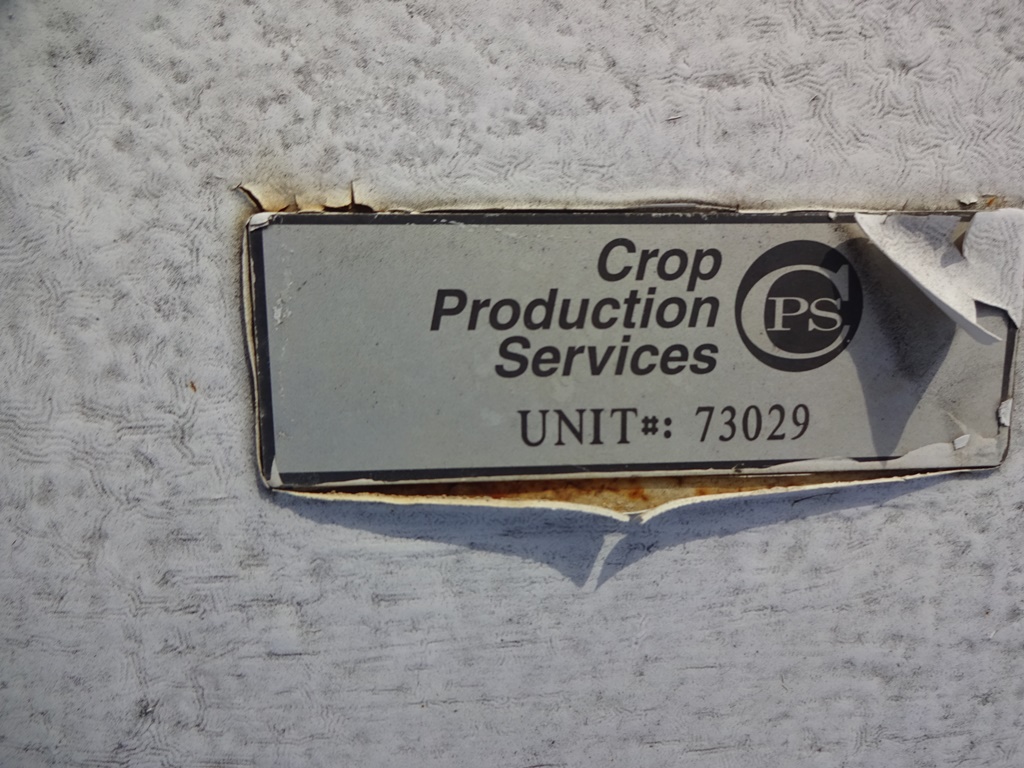 Crop
Production
Services
CPS
UNIT#: 73029